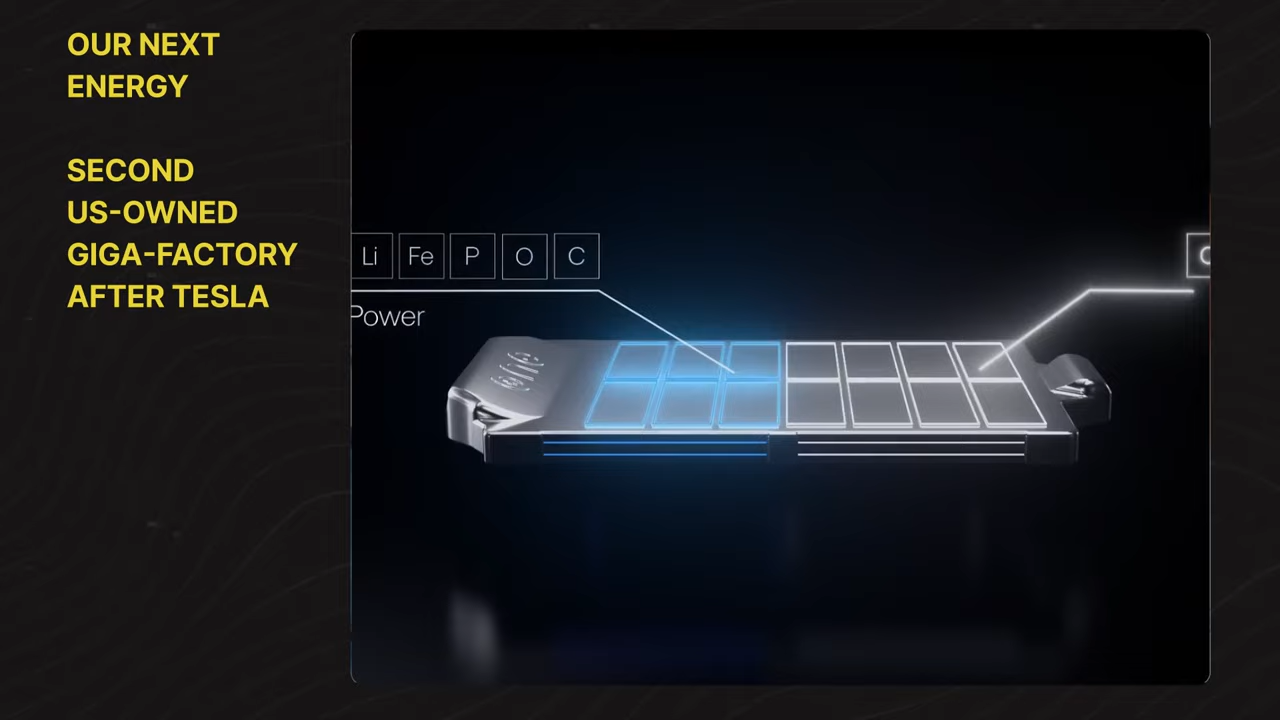 OUR NEXT
ENERGY
SECOND
US-OWNED
GIGA-FACTORY
AFTER TESLA
Li Fe P O C
Power